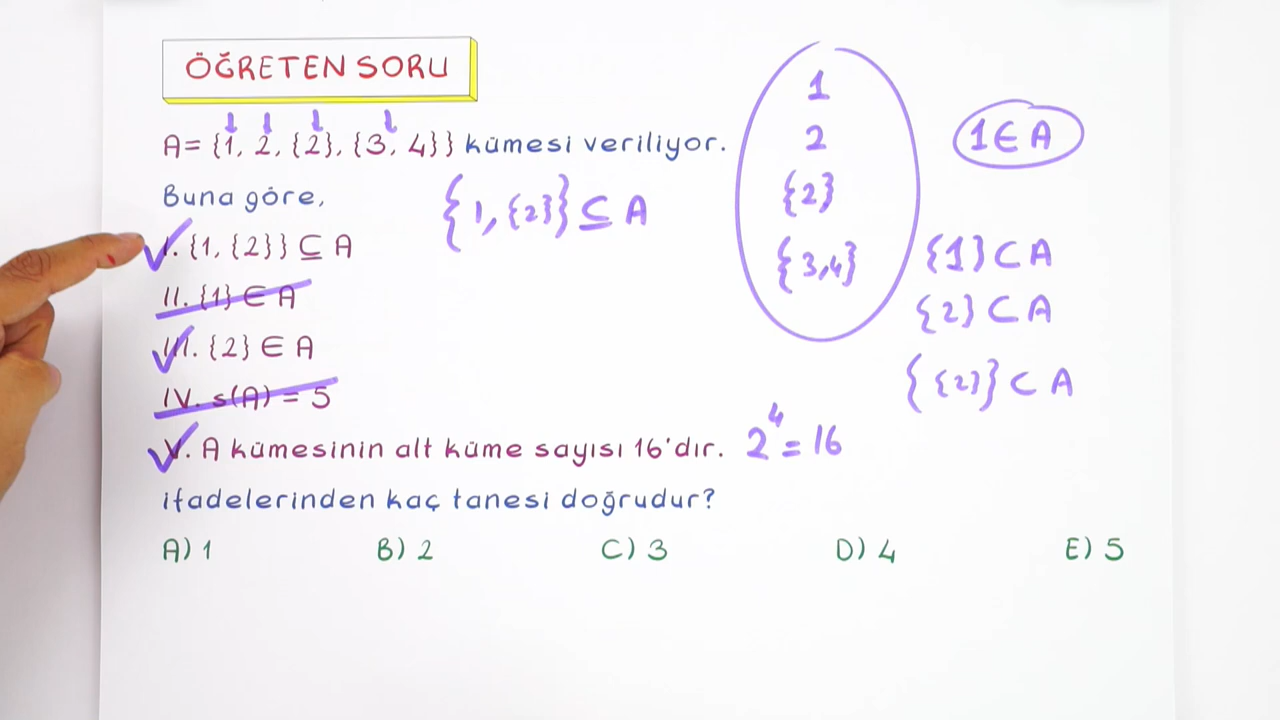 ÖĞRETEN SORU
A= {1, 2, {2}, {3, 4}} kümesi veriliyor.
Buna göre,
I. {1, {2}} ⊆ A
II. {1} ∈ A
III. {2} ∈ A
IV. s(A) = 5
V. A kümesinin alt küme sayısı 16'dır.
ifadelerinden kaç tanesi doğrudur?
A) 1 B) 2 C) 3 D) 4 E) 5
{1, {2}} ⊆ A
2⁴ = 16
1
2
{2}
{3,4}
1 ∈ A
{1} ⊂ A
{2} ⊂ A
{{2}} ⊂ A